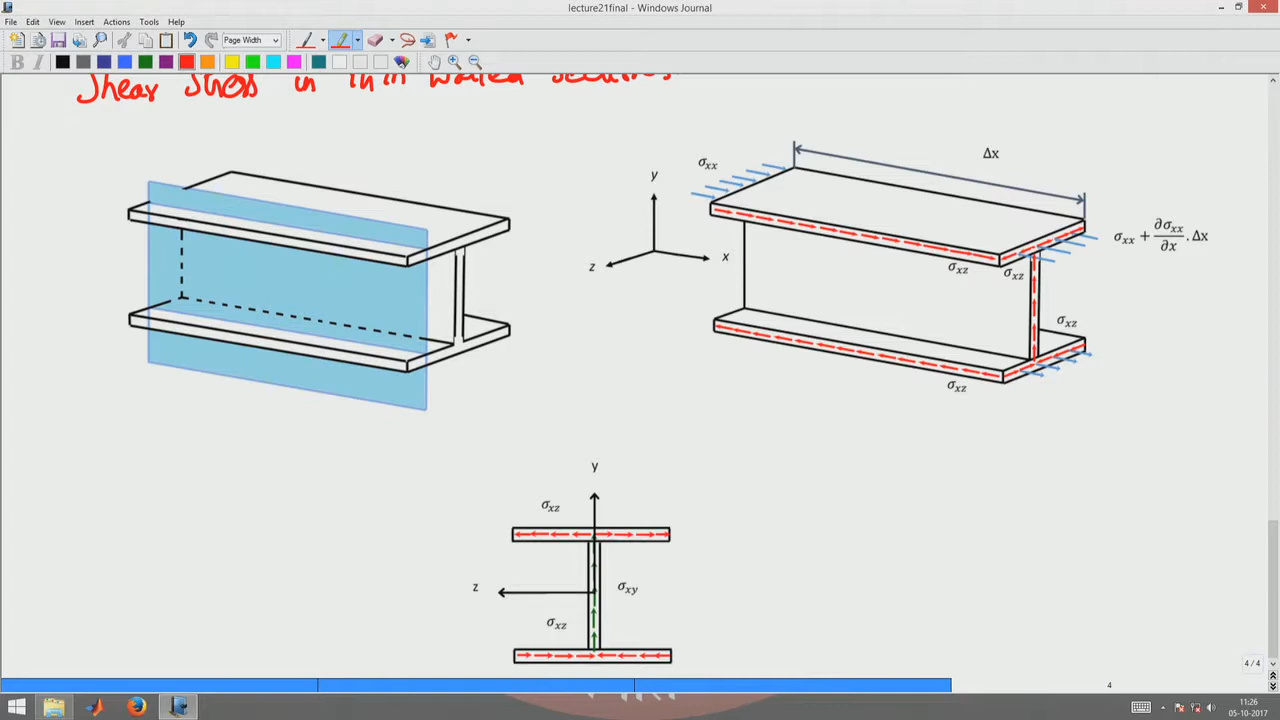 lecture21final - Windows Journal
File Edit View Insert Actions Tools Help
Page Width
B I
Shear Stress in thin walled sections.
Δx
σxx
y
σxx + ∂σxx/∂x . Δx
x
z
σxz
σxz
σxz
σxz
y
σxz
z
σxy
σxz
4 / 4
4
11:26
05-10-2017